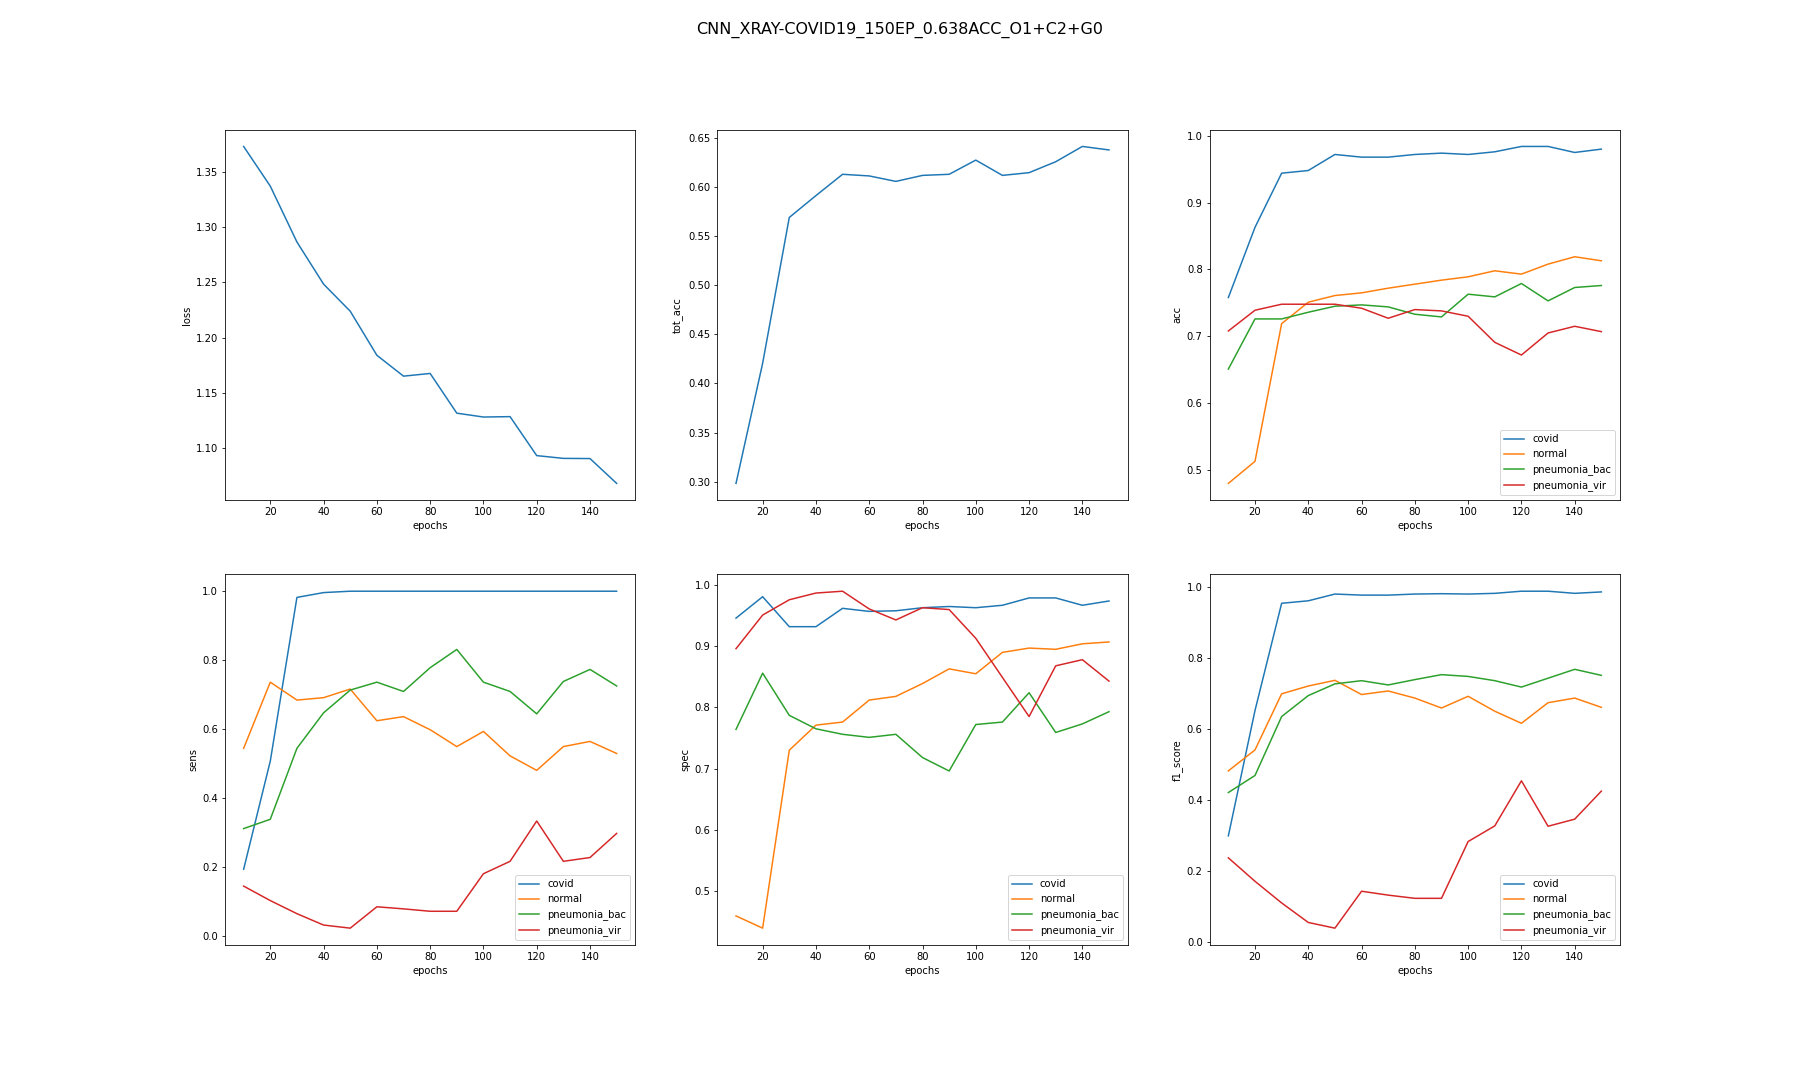 CNN_XRAY-COVID19_150EP_0.638ACC_O1+C2+G0
loss
1.35
1.30
1.25
1.20
1.15
1.10
20 40 60 80 100 120 140
epochs
tot_acc
0.65
0.60
0.55
0.50
0.45
0.40
0.35
0.30
20 40 60 80 100 120 140
epochs
acc
1.0
0.9
0.8
0.7
0.6
0.5
covid
normal
pneumonia_bac
pneumonia_vir
20 40 60 80 100 120 140
epochs
sens
1.0
0.8
0.6
0.4
0.2
0.0
covid
normal
pneumonia_bac
pneumonia_vir
20 40 60 80 100 120 140
epochs
spec
1.0
0.9
0.8
0.7
0.6
0.5
covid
normal
pneumonia_bac
pneumonia_vir
20 40 60 80 100 120 140
epochs
f1_score
1.0
0.8
0.6
0.4
0.2
0.0
covid
normal
pneumonia_bac
pneumonia_vir
20 40 60 80 100 120 140
epochs